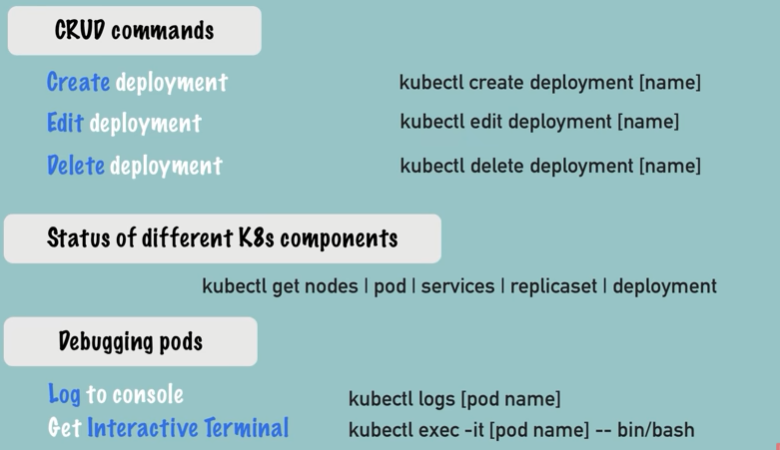 CRUD commands
Create deployment kubectl create deployment [name]
Edit deployment kubectl edit deployment [name]
Delete deployment kubectl delete deployment [name]
Status of different K8s components
kubectl get nodes | pod | services | replicaset | deployment
Debugging pods
Log to console kubectl logs [pod name]
Get Interactive Terminal kubectl exec -it [pod name] -- bin/bash